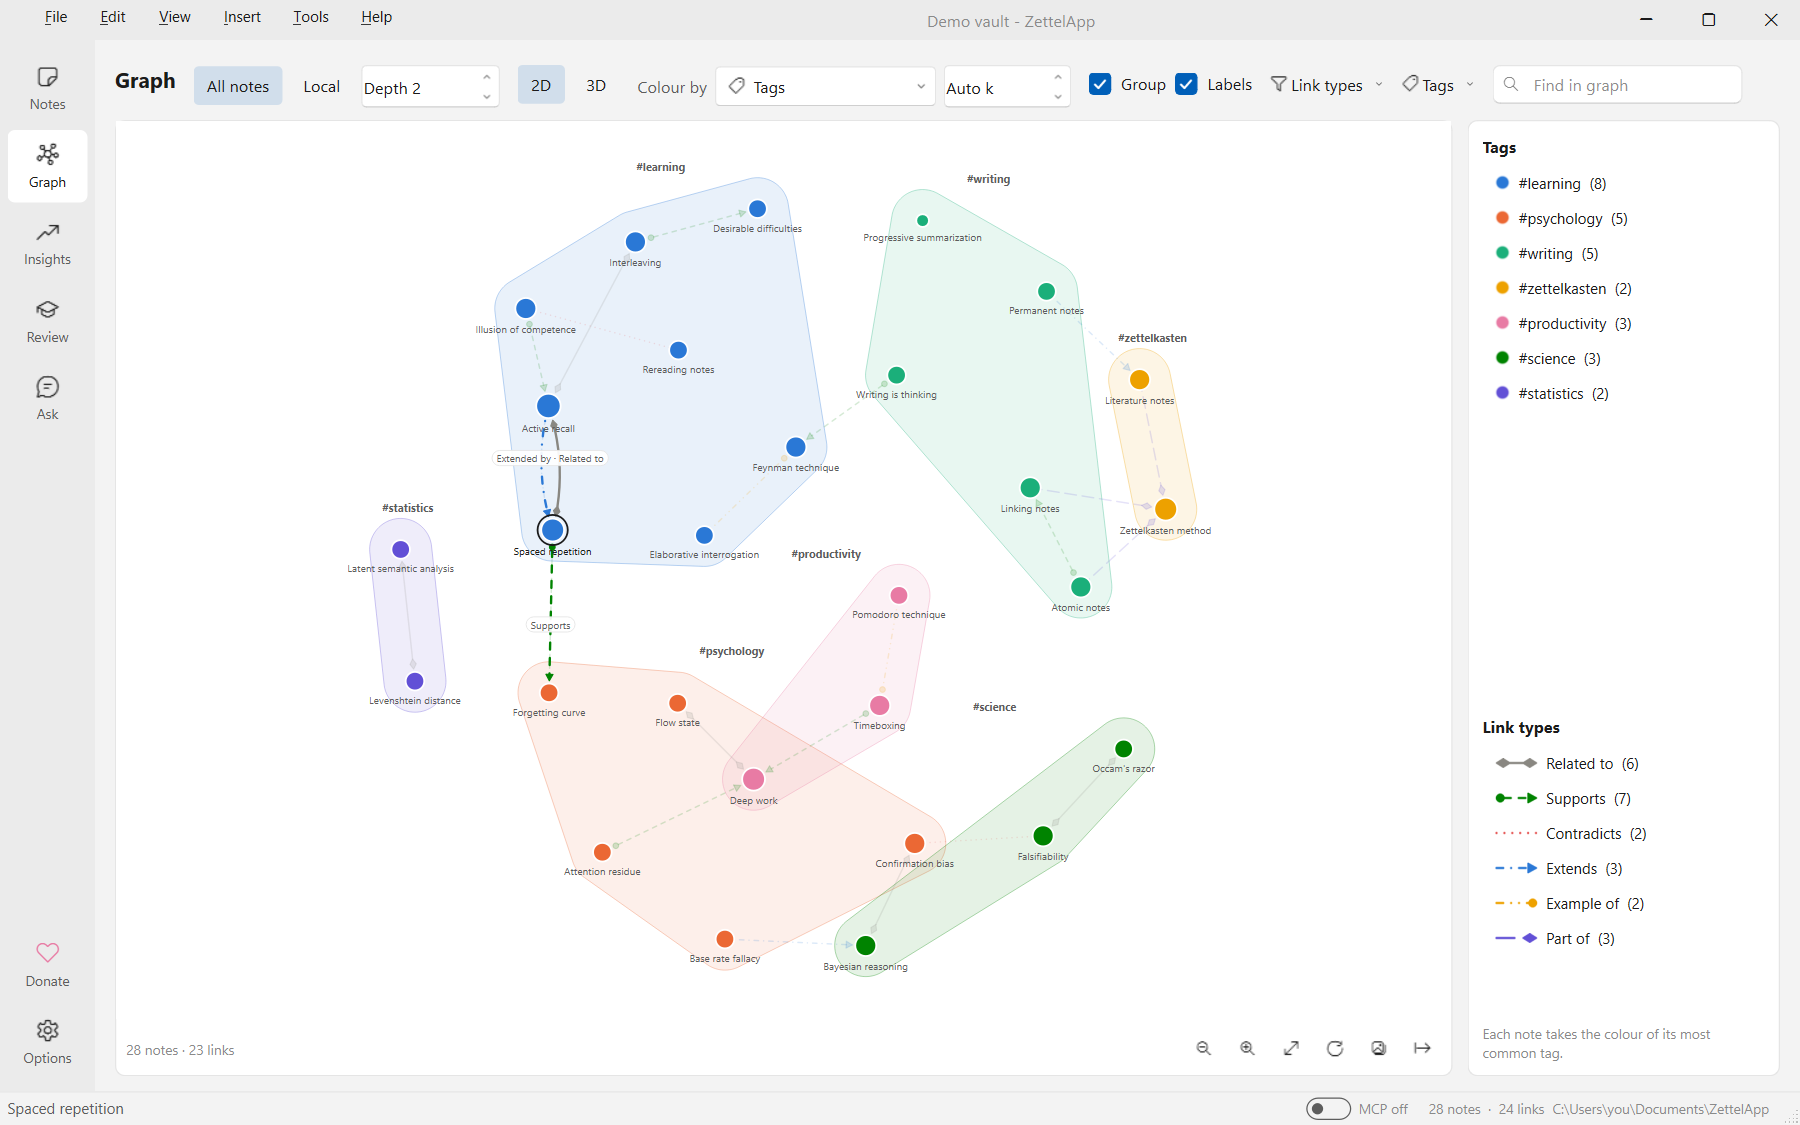 File Edit View Insert Tools Help
Demo vault - ZettelApp
Notes
Graph
Insights
Review
Ask
Donate
Options
Graph All notes Local Depth 2 2D 3D Colour by Tags Auto k Group Labels Link types Tags Find in graph
#learning
Desirable difficulties
Interleaving
Illusion of competence
Rereading notes
Active recall
Extended by · Related to
Feynman technique
Spaced repetition
Elaborative interrogation
#writing
Progressive summarization
Permanent notes
Writing is thinking
Linking notes
Atomic notes
#zettelkasten
Literature notes
Zettelkasten method
#statistics
Latent semantic analysis
Levenshtein distance
Supports
#productivity
Pomodoro technique
Timeboxing
Deep work
#psychology
Forgetting curve
Flow state
Attention residue
Confirmation bias
Base rate fallacy
#science
Occam's razor
Falsifiability
Bayesian reasoning
28 notes · 23 links
Tags
#learning (8)
#psychology (5)
#writing (5)
#zettelkasten (2)
#productivity (3)
#science (3)
#statistics (2)
Link types
Related to (6)
Supports (7)
Contradicts (2)
Extends (3)
Example of (2)
Part of (3)
Each note takes the colour of its most
common tag.
Spaced repetition
MCP off 28 notes · 24 links C:\Users\you\Documents\ZettelApp